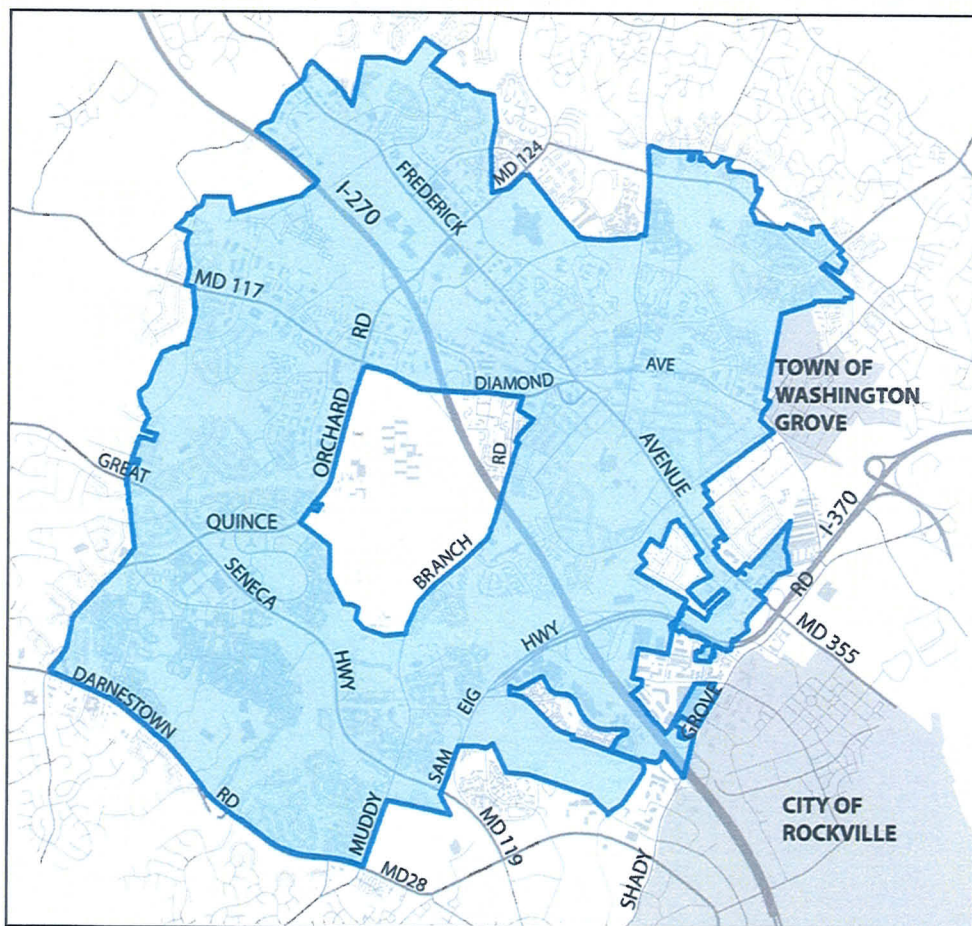 MD 124
FREDERICK
I-270
MD 117
RD
DIAMOND
AVE
TOWN OF
WASHINGTON
GROVE
ORCHARD
RD
AVENUE
GREAT
QUINCE
BRANCH
I-370
SENECA
RD
HWY
MD 355
HWY
EIG
DARNESTOWN
GROVE
SAM
RD
MUDDY
MD 119
CITY OF
ROCKVILLE
MD28
SHADY